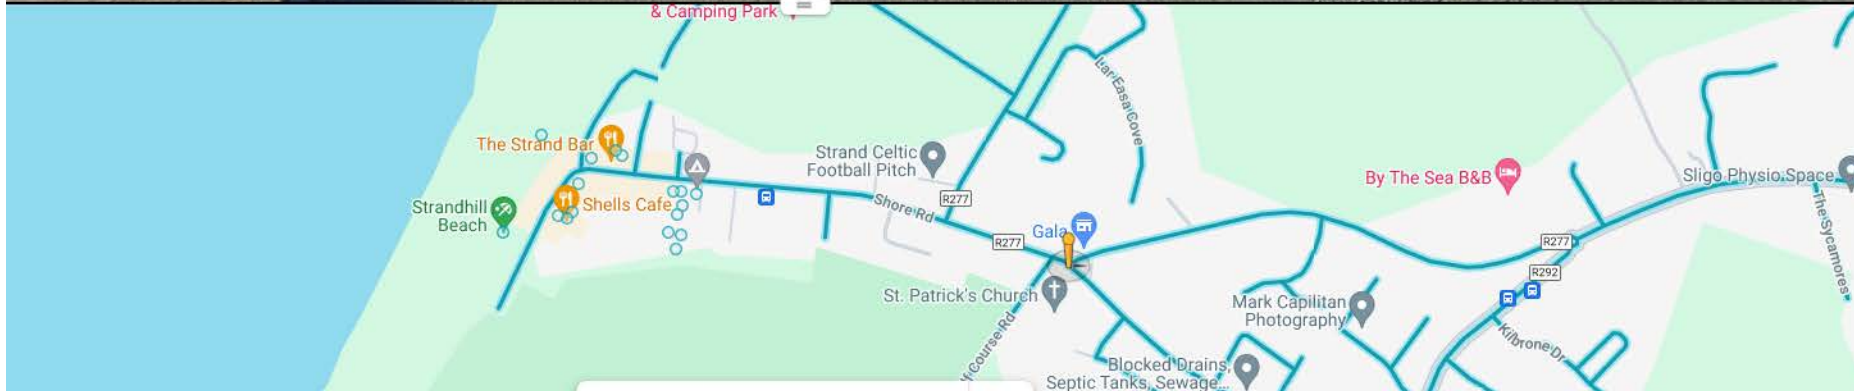 & Camping Park
Lar Easa Cove
The Strand Bar
Strand Celtic
Football Pitch
By The Sea B&B
Sligo Physio Space
Strandhill
Beach
Shells Cafe
Shore Rd
R277
The Sycamores
Gala
R277
R277
R292
St. Patrick's Church
Mark Capilitan
Photography
Course Rd
Kilbrone Dr
Blocked Drains,
Septic Tanks, Sewage...